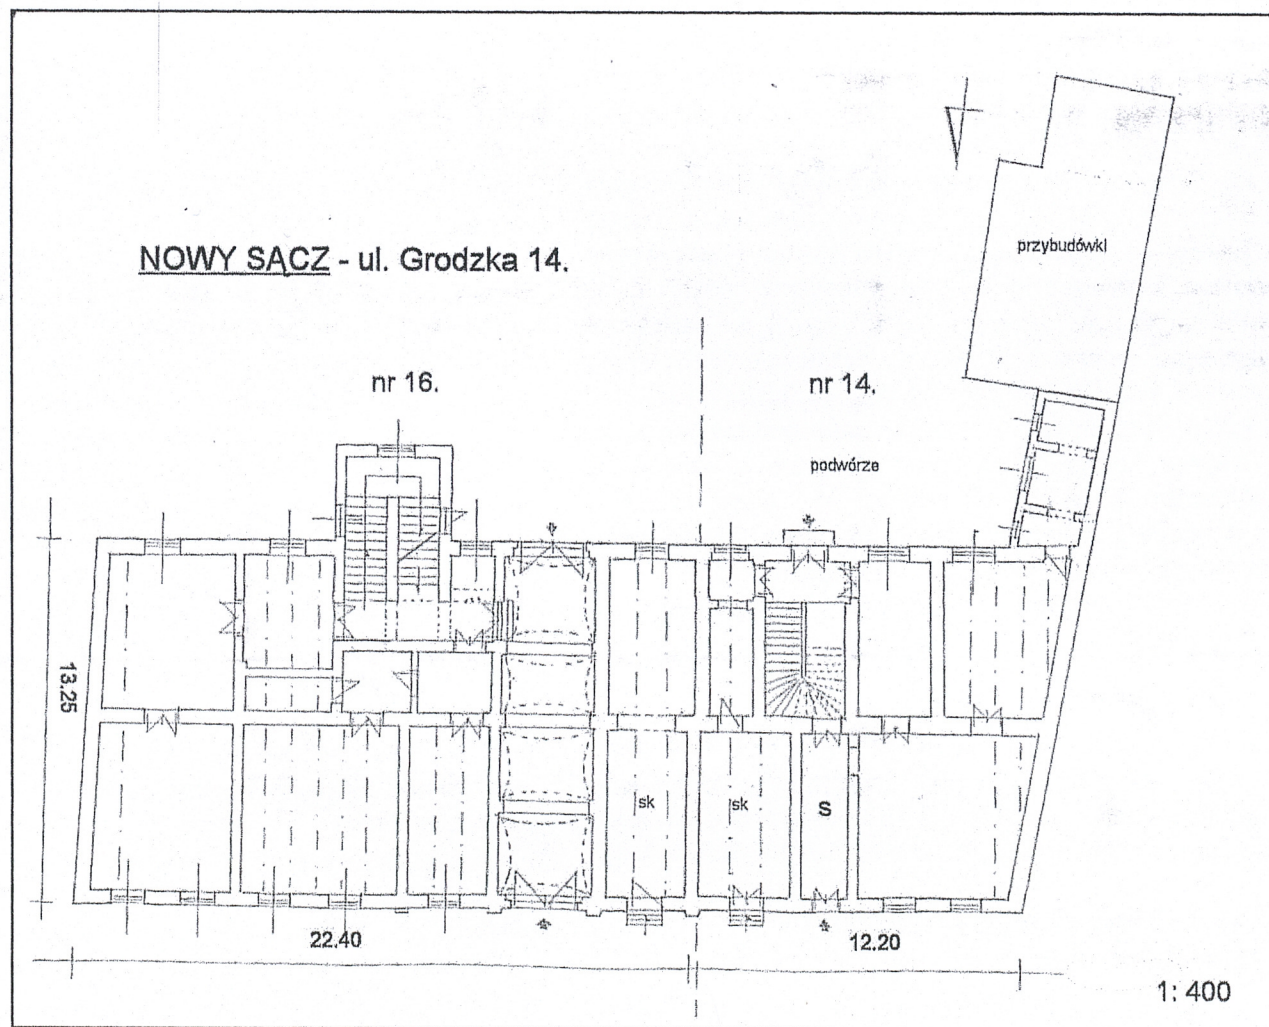 przybudówki
NOWY SĄCZ - ul. Grodzka 14.
nr 16.
nr 14.
podwórze
13.25
sk
sk
S
22.40
12.20
1: 400